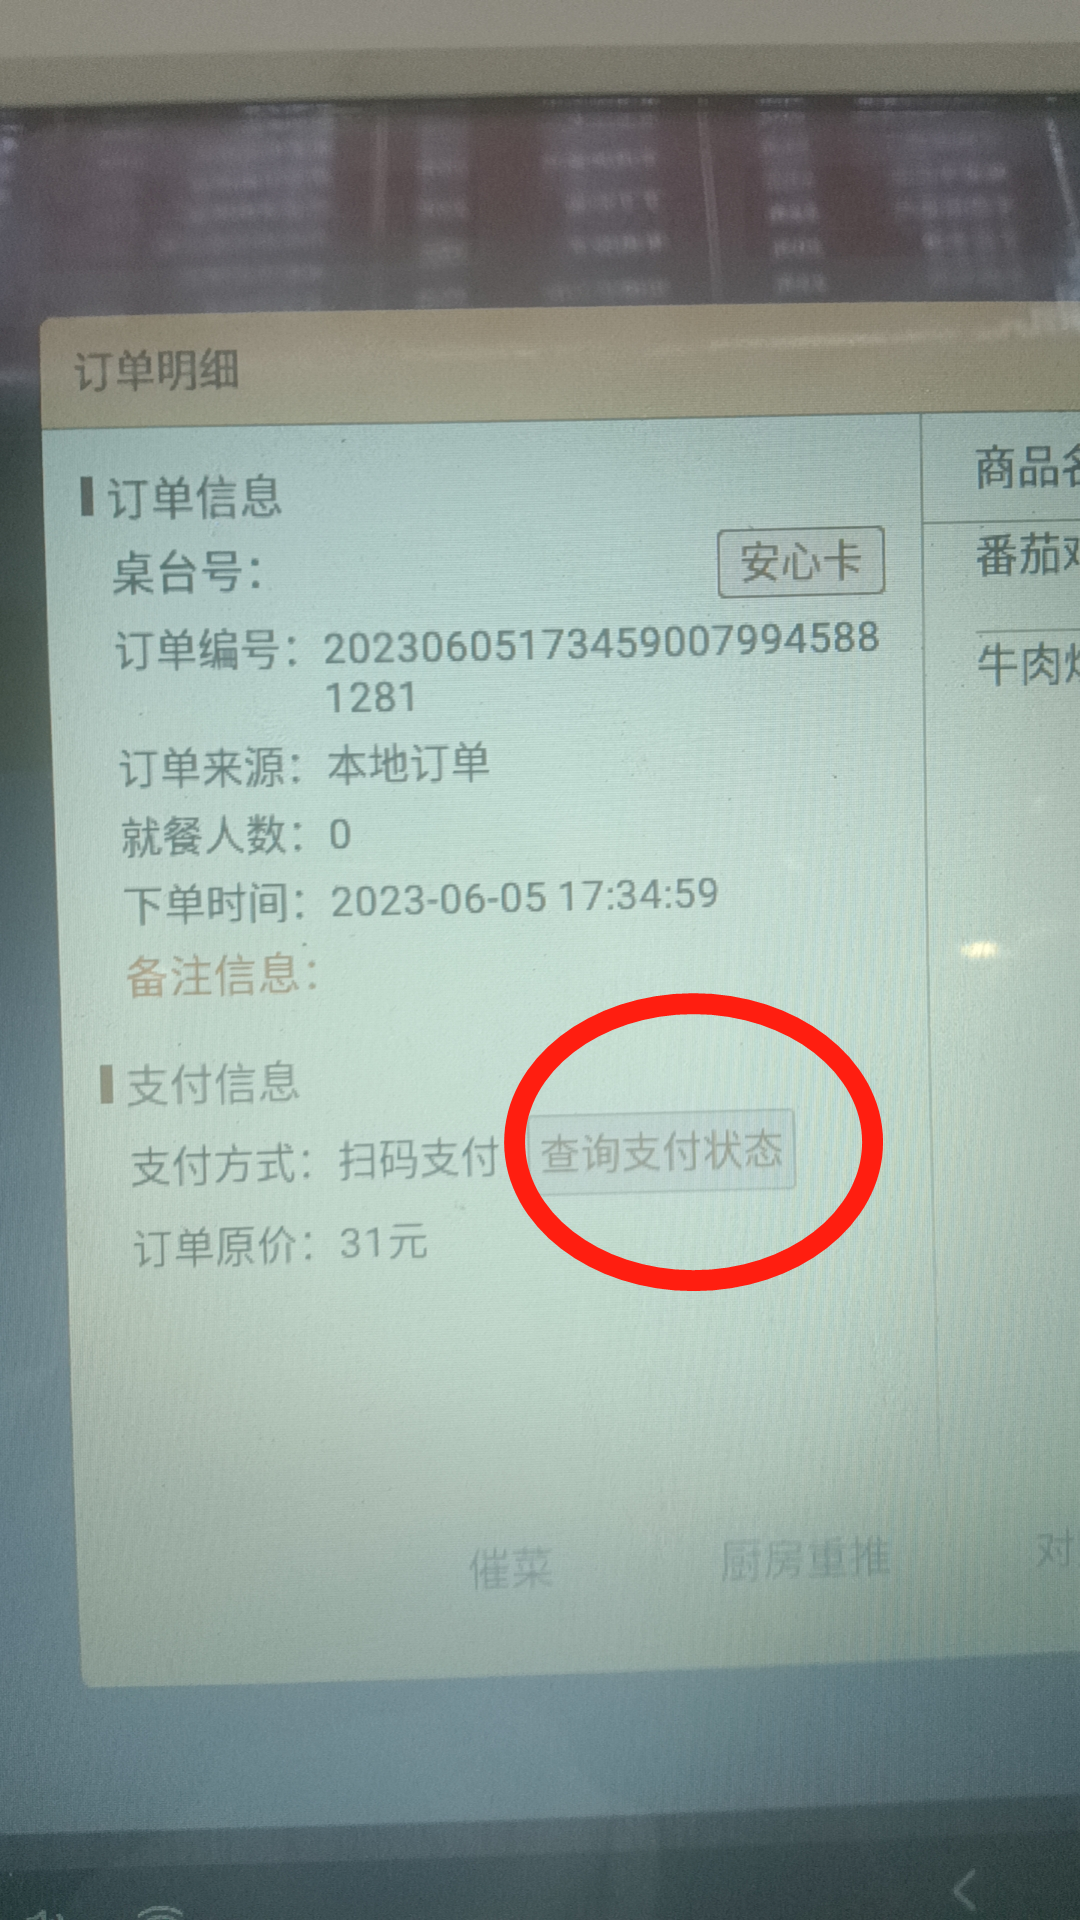 订单明细
订单信息
桌台号：
安心卡
订单编号：20230605173459007994588
1281
订单来源：本地订单
就餐人数：0
下单时间：2023-06-05 17:34:59
备注信息：
支付信息
支付方式：扫码支付 查询支付状态
订单原价：31元
催菜 厨房重推 对
商品名
番茄
牛肉